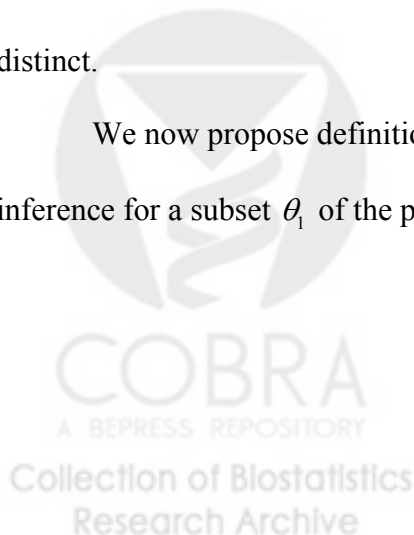 distinct.
We now propose definitio
inference for a subset θ₁ of the p
COBRA
A BEPRESS REPOSITORY
Collection of Biostatistics
Research Archive